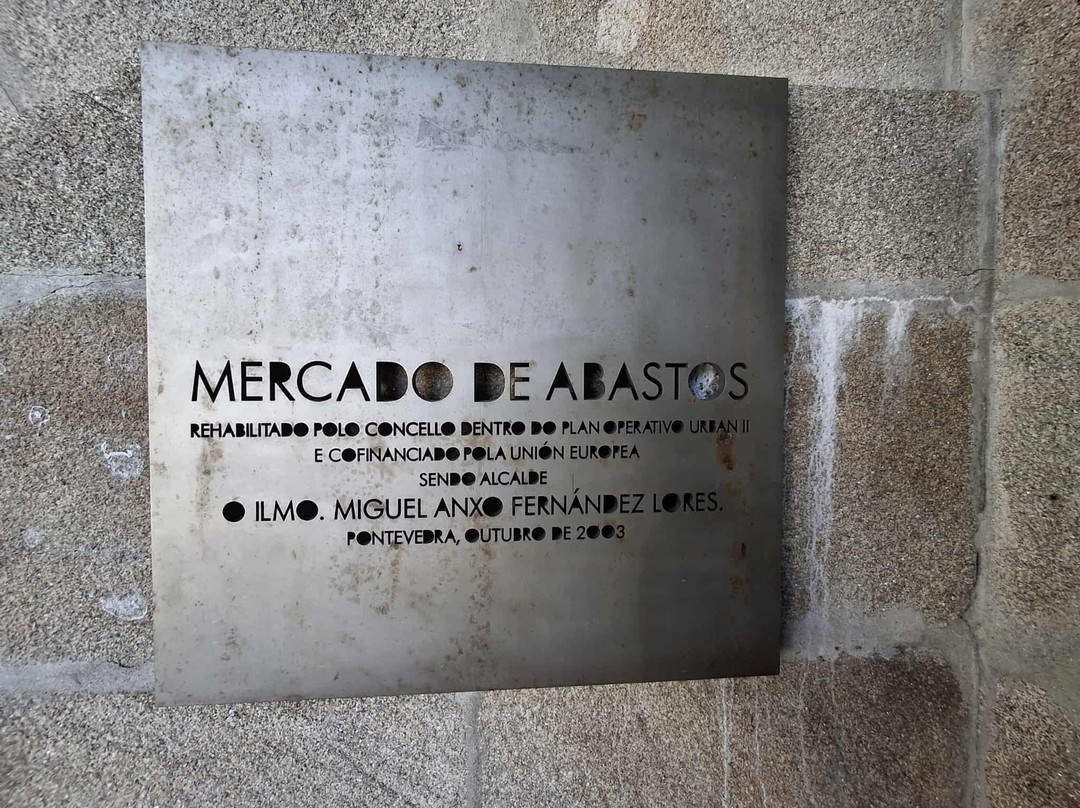 MERCADO DE ABASTOS
REHABILITADO POLO CONCELLO DENTRO DO PLAN OPERATIVO URBAN II
E COFINANCIADO POLA UNIÓN EUROPEA
SENDO ALCALDE
O ILMO. MIGUEL ANXO FERNÁNDEZ LORES.
PONTEVEDRA, OUTUBRO DE 2003